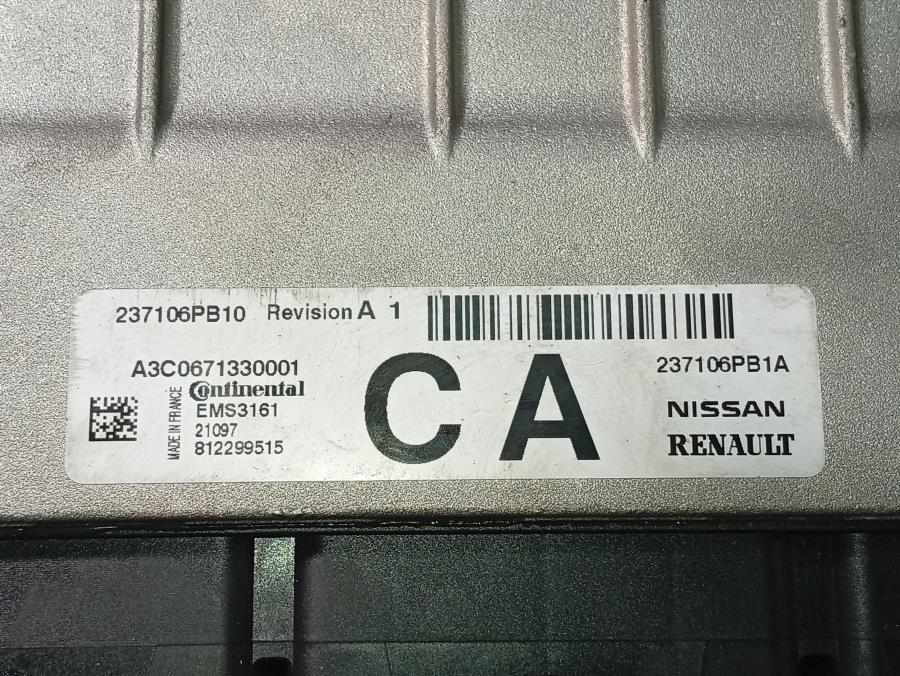 237106PB10 Revision A 1
A3C0671330001
Continental
EMS3161
21097
812299515
MADE IN FRANCE
CA
237106PB1A
NISSAN
RENAULT